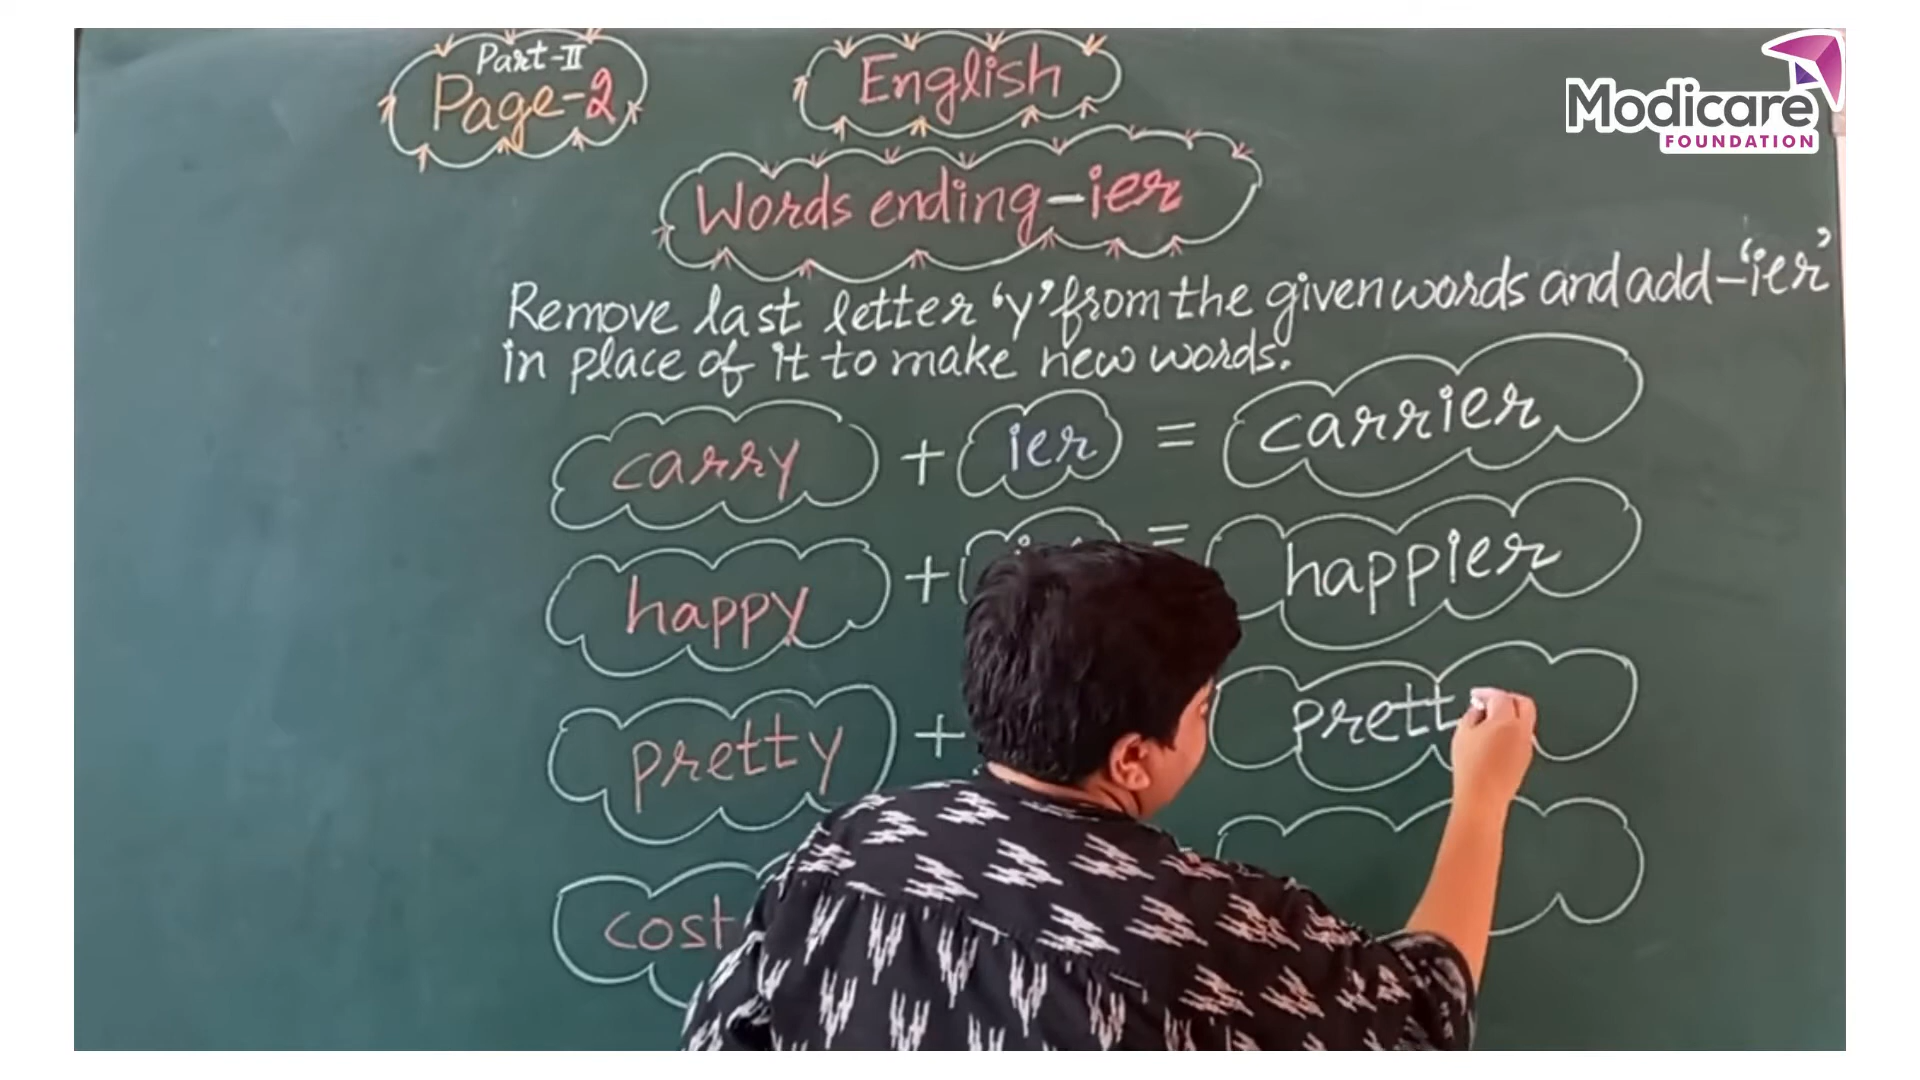 Part-II
Page-2
English
Modicare
FOUNDATION
Words ending-ier
Remove last letter 'y' from the given words and add-'ier'
in place of it to make new words.
carry + ier = carrier
happy + = happier
pretty + prett
cost